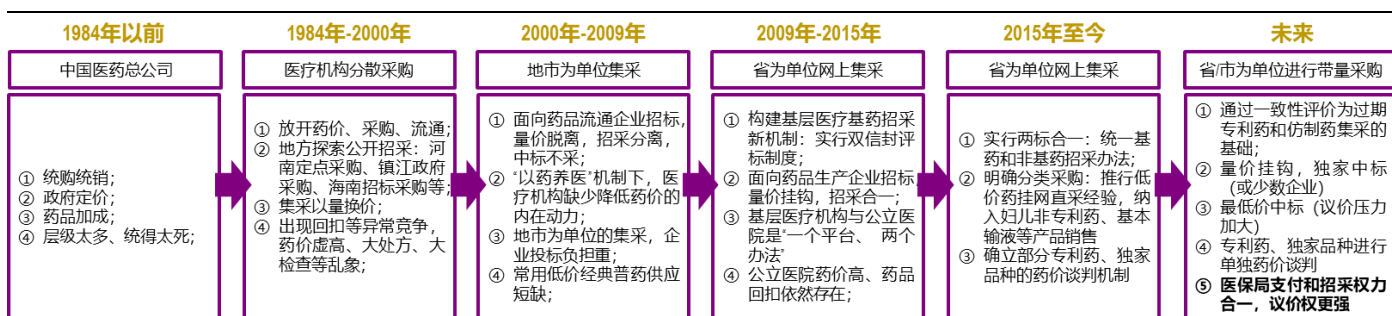 1984年以前
中国医药总公司
① 统购统销;
② 政府定价;
③ 药品加成;
④ 层级太多、统得太死;
1984年-2000年
医疗机构分散采购
① 放开药价、采购、流通;
② 地方探索公开招采：河
南定点采购、镇江政府
采购、海南招标采购等;
③ 集采以量换价;
④ 出现回扣等异常竞争，
药价虚高、大处方、大
检查等乱象;
2000年-2009年
地市为单位集采
① 面向药品流通企业招标，
量价脱离，招采分离，
中标不采;
② “以药养医”机制下，医
疗机构缺少降低药价的
内在动力;
③ 地市为单位的集采，企
业投标负担重;
④ 常用低价经典普药供应
短缺;
2009年-2015年
省为单位网上集采
① 构建基层医疗基药招采
新机制：实行双信封评
标制度;
② 面向药品生产企业招标，
量价挂钩，招采合一;
③ 基层医疗机构与公立医
院是“一个平台、 两个
办法”
④ 公立医院药价高、药品
回扣依然存在;
2015年至今
省为单位网上集采
① 实行两标合一：统一基
药和非基药招采办法;
② 明确分类采购：推行低
价药挂网直采经验，纳
入妇儿非专利药、基本
输液等产品销售
③ 确立部分专利药、独家
品种的药价谈判机制
未来
省/市为单位进行带量采购
① 通过一致性评价为过期
专利药和仿制药集采的
基础;
② 量价挂钩，独家中标
（或少数企业）
③ 最低价中标（议价压力
加大）
④ 专利药、独家品种进行
单独药价谈判
⑤ 医保局支付和招采权力
合一，议价权更强